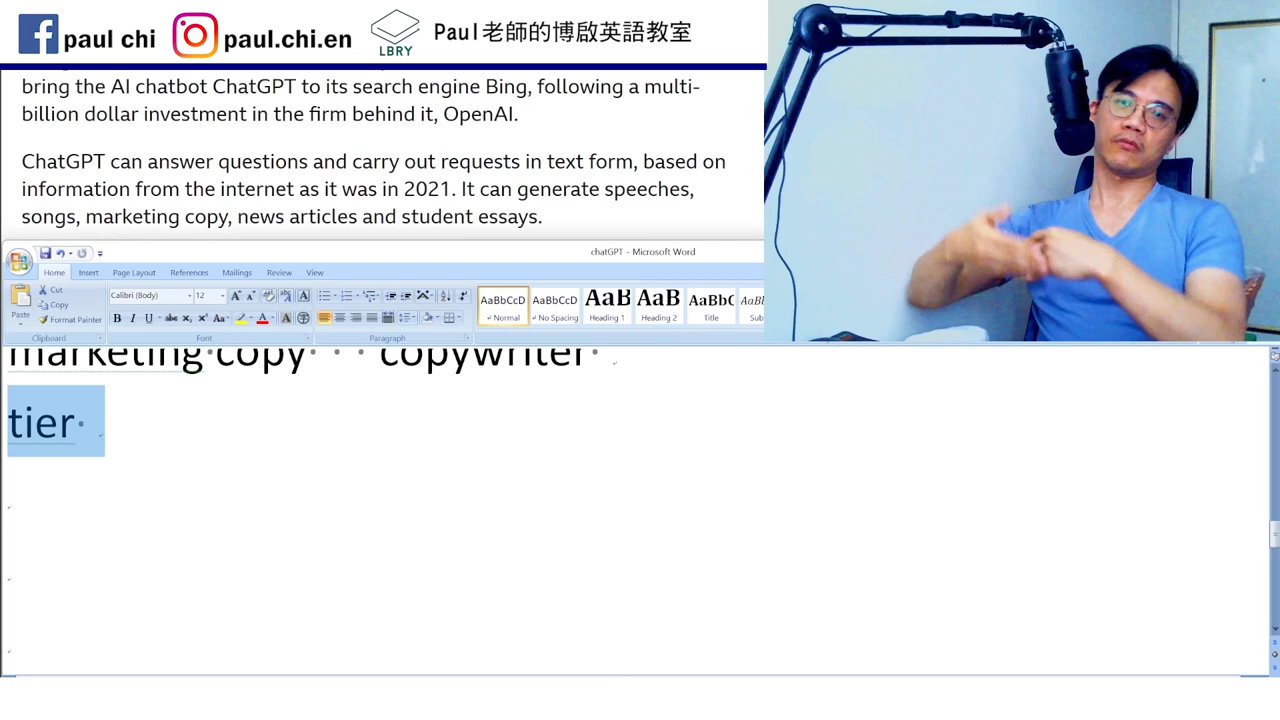 paul chi
paul.chi.en
LBRY
Paul老師的博啟英語教室
bring the AI chatbot ChatGPT to its search engine Bing, following a multi-
billion dollar investment in the firm behind it, OpenAI.
ChatGPT can answer questions and carry out requests in text form, based on
information from the internet as it was in 2021. It can generate speeches,
songs, marketing copy, news articles and student essays.
chatGPT - Microsoft Word
Home Insert Page Layout References Mailings Review View
Paste
Cut
Copy
Format Painter
Clipboard
Calibri (Body) 12
Font
Paragraph
AaBbCcD AaBbCcD AaBb AaBb AaBbC
Normal No Spacing Heading 1 Heading 2 Title
marketing copy copywriter
tier